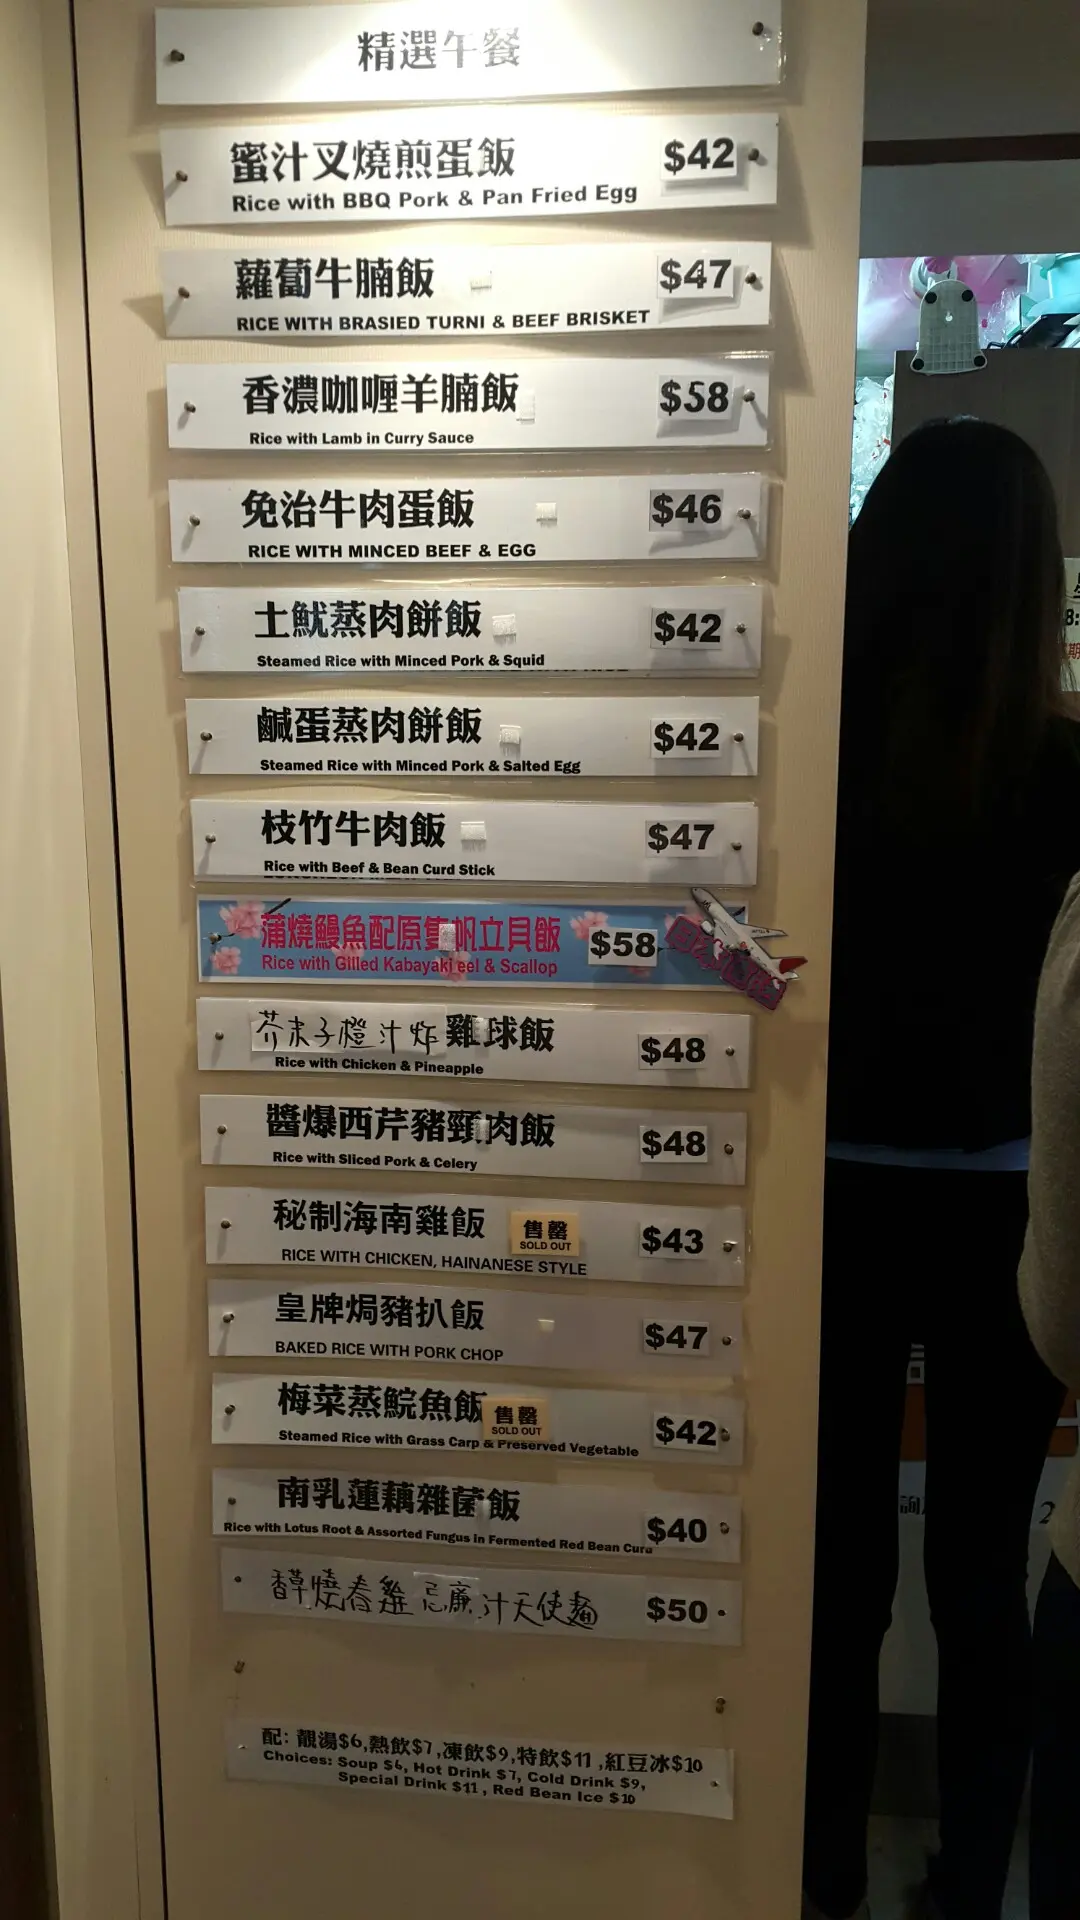 精選午餐
蜜汁叉燒煎蛋飯 $42
Rice with BBQ Pork & Pan Fried Egg
蘿蔔牛腩飯 $47
RICE WITH BRASIED TURNI & BEEF BRISKET
香濃咖喱羊腩飯 $58
Rice with Lamb in Curry Sauce
免治牛肉蛋飯 $46
RICE WITH MINCED BEEF & EGG
土魷蒸肉餅飯 $42
Steamed Rice with Minced Pork & Squid
鹹蛋蒸肉餅飯 $42
Steamed Rice with Minced Pork & Salted Egg
枝竹牛肉飯 $47
Rice with Beef & Bean Curd Stick
蒲燒鰻魚配原隻帆立貝飯 $58
Rice with Gilled Kabayaki eel & Scallop
芥末子橙汁炸雞球飯 $48
Rice with Chicken & Pineapple
醬爆西芹豬頸肉飯 $48
Rice with Sliced Pork & Celery
秘制海南雞飯 售罄 $43
SOLD OUT
RICE WITH CHICKEN, HAINANESE STYLE
皇牌焗豬扒飯 $47
BAKED RICE WITH PORK CHOP
梅菜蒸鯇魚飯 售罄 $42
SOLD OUT
Steamed Rice with Grass Carp & Preserved Vegetable
南乳蓮藕雜菌飯 $40
Rice with Lotus Root & Assorted Fungus in Fermented Red Bean Curd
香草燒春雞忌廉汁天使麵 $50
配: 靚湯$6,熱飲$7,凍飲$9,特飲$11,紅豆冰$10
Choices: Soup $6, Hot Drink $7, Cold Drink $9,
Special Drink $11, Red Bean Ice $10